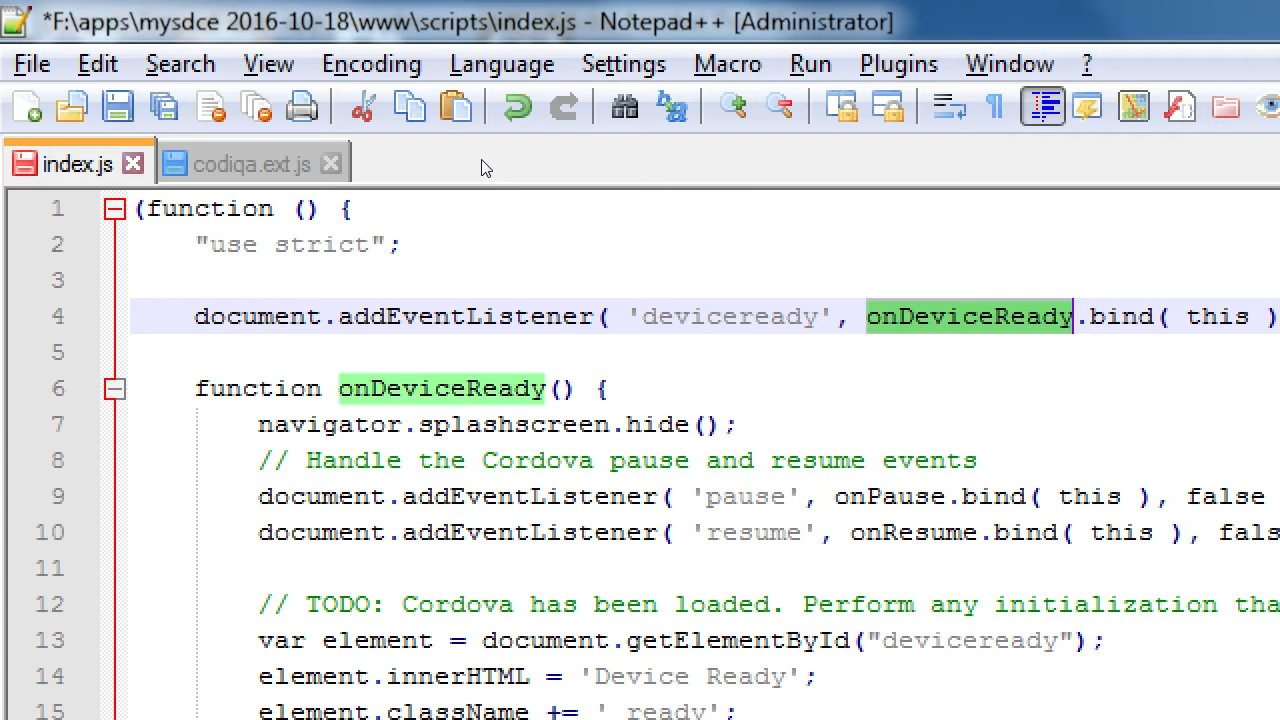 *F:\apps\mysdce 2016-10-18\www\scripts\index.js - Notepad++ [Administrator]
File Edit Search View Encoding Language Settings Macro Run Plugins Window ?
index.js codiqa.ext.js
1 (function () {
2 "use strict";
3
4 document.addEventListener( 'deviceready', onDeviceReady.bind( this )
5
6 function onDeviceReady() {
7 navigator.splashscreen.hide();
8 // Handle the Cordova pause and resume events
9 document.addEventListener( 'pause', onPause.bind( this ), false
10 document.addEventListener( 'resume', onResume.bind( this ), fals
11
12 // TODO: Cordova has been loaded. Perform any initialization tha
13 var element = document.getElementById("deviceready");
14 element.innerHTML = 'Device Ready';
15 element.className += ' ready';